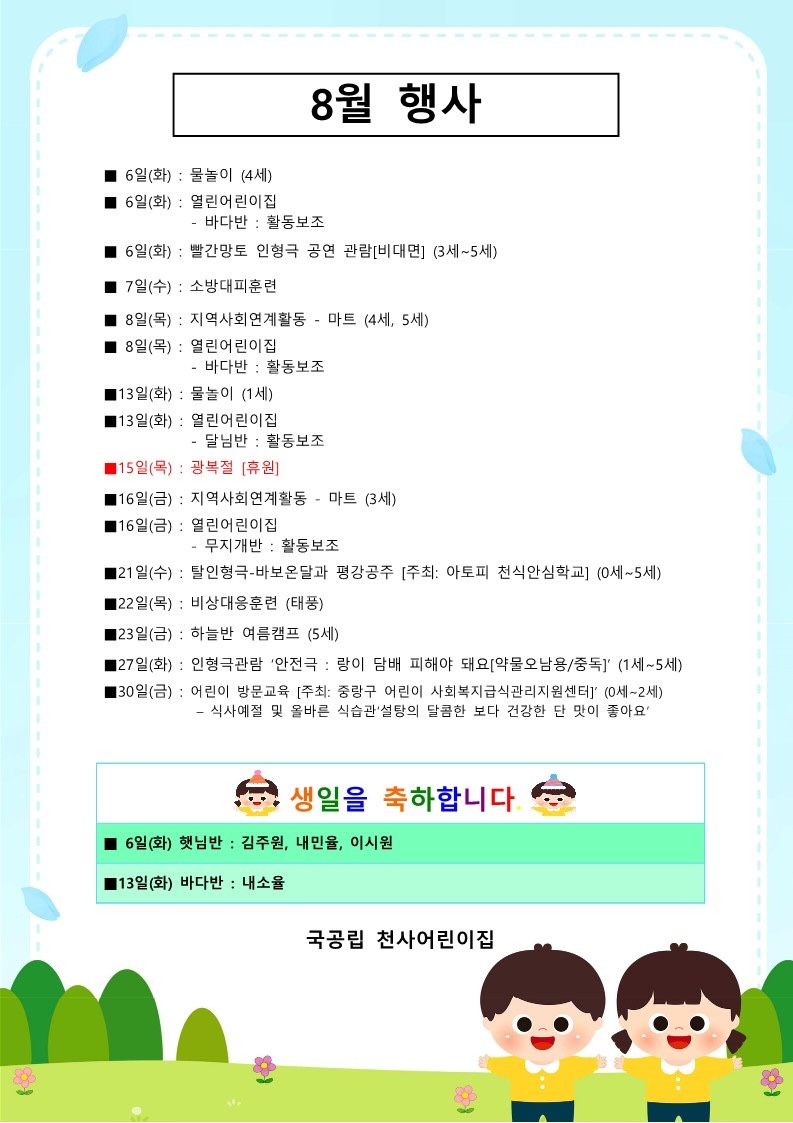 8월 행사
■ 6일(화) : 물놀이 (4세)
■ 6일(화) : 열린어린이집
- 바다반 : 활동보조
■ 6일(화) : 빨간망토 인형극 공연 관람[비대면] (3세~5세)
■ 7일(수) : 소방대피훈련
■ 8일(목) : 지역사회연계활동 - 마트 (4세, 5세)
■ 8일(목) : 열린어린이집
- 바다반 : 활동보조
■13일(화) : 물놀이 (1세)
■13일(화) : 열린어린이집
- 달님반 : 활동보조
■15일(목) : 광복절 [휴원]
■16일(금) : 지역사회연계활동 - 마트 (3세)
■16일(금) : 열린어린이집
- 무지개반 : 활동보조
■21일(수) : 탈인형극-바보온달과 평강공주 [주최: 아토피 천식안심학교] (0세~5세)
■22일(목) : 비상대응훈련 (태풍)
■23일(금) : 하늘반 여름캠프 (5세)
■27일(화) : 인형극관람 ‘안전극 : 랑이 담배 피해야 돼요[약물오남용/중독]’ (1세~5세)
■30일(금) : 어린이 방문교육 [주최: 중랑구 어린이 사회복지급식관리지원센터]’ (0세~2세)
– 식사예절 및 올바른 식습관‘설탕의 달콤한 보다 건강한 단 맛이 좋아요’
생일을 축하합니다.
■ 6일(화) 햇님반 : 김주원, 내민율, 이시원
■13일(화) 바다반 : 내소율
국공립 천사어린이집